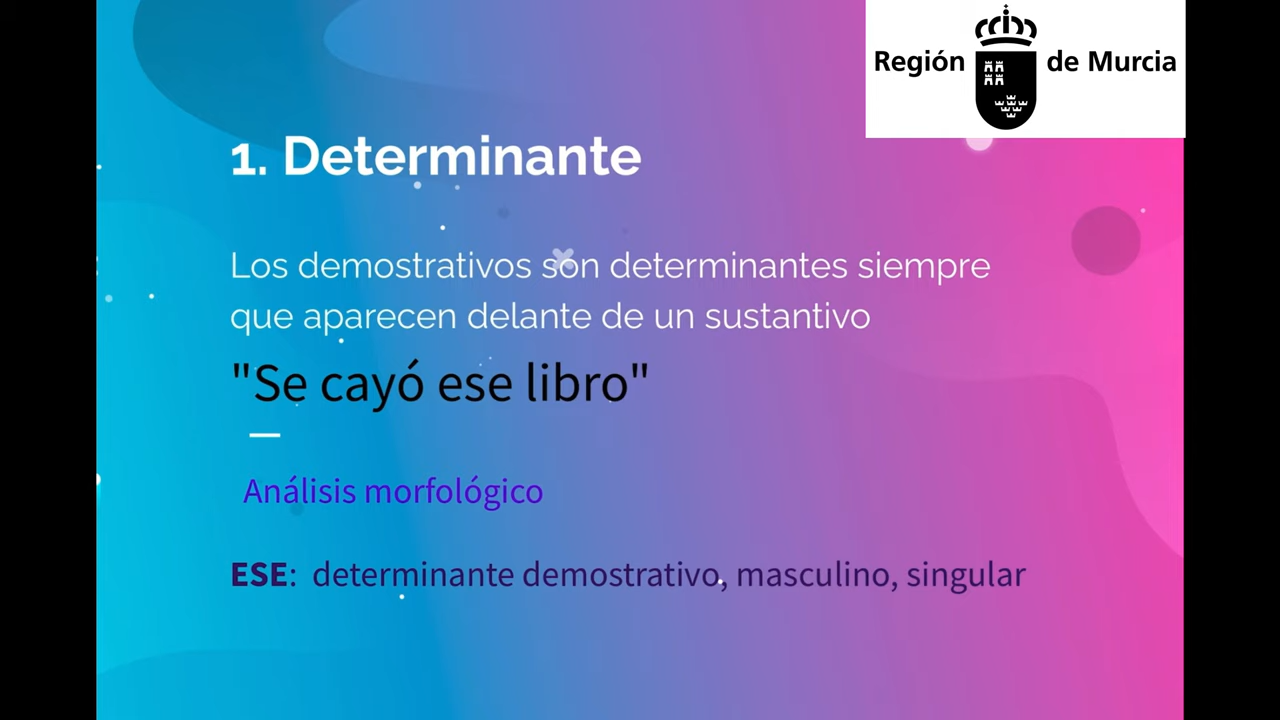 Región de Murcia
1. Determinante
Los demostrativos son determinantes siempre
que aparecen delante de un sustantivo
"Se cayó ese libro"
Análisis morfológico
ESE: determinante demostrativo, masculino, singular